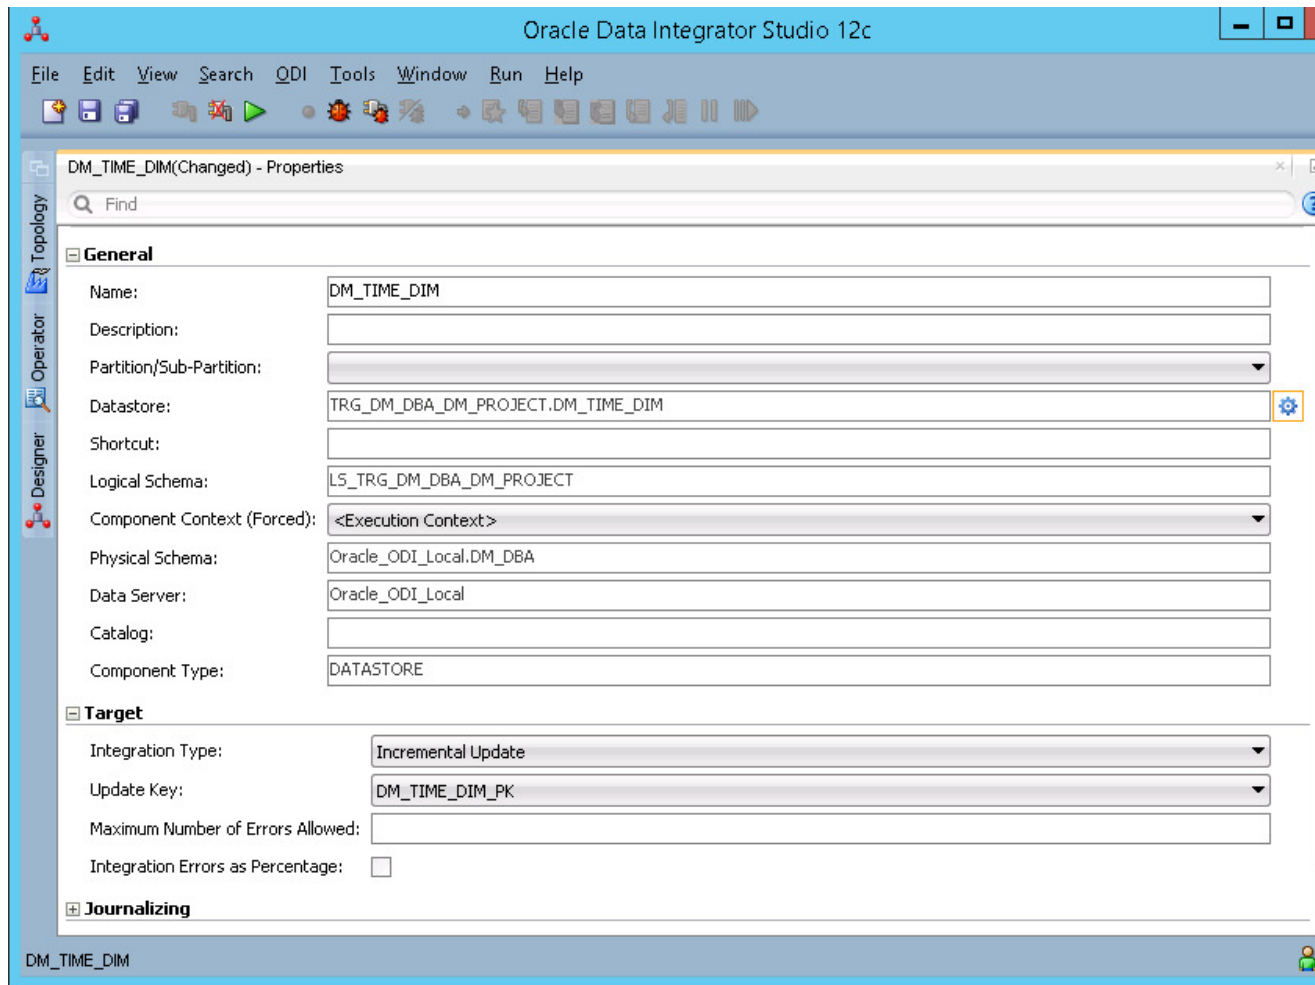 Oracle Data Integrator Studio 12c
File Edit View Search ODI Tools Window Run Help
DM_TIME_DIM(Changed) - Properties
Find
Topology
Operator
Designer
General
Name: DM_TIME_DIM
Description:
Partition/Sub-Partition:
Datastore: TRG_DM_DBA_DM_PROJECT.DM_TIME_DIM
Shortcut:
Logical Schema: LS_TRG_DM_DBA_DM_PROJECT
Component Context (Forced): <Execution Context>
Physical Schema: Oracle_ODI_Local.DM_DBA
Data Server: Oracle_ODI_Local
Catalog:
Component Type: DATASTORE
Target
Integration Type: Incremental Update
Update Key: DM_TIME_DIM_PK
Maximum Number of Errors Allowed:
Integration Errors as Percentage:
Journalizing
DM_TIME_DIM